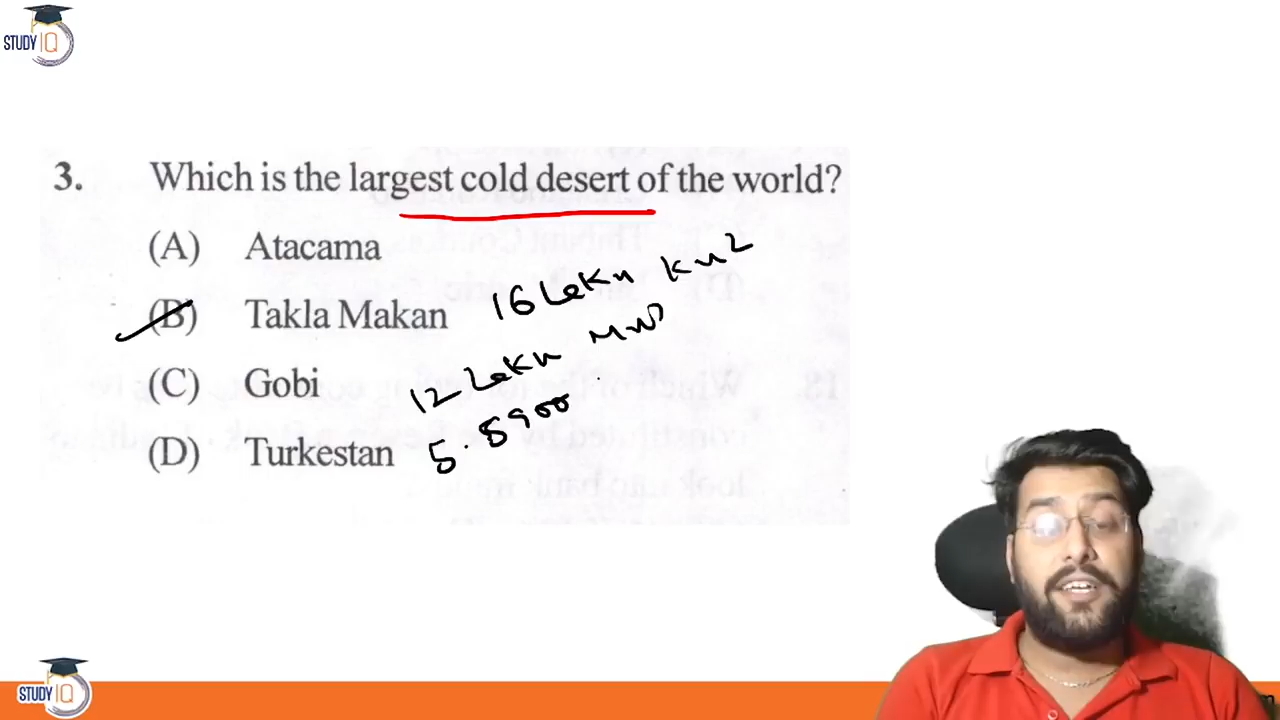 STUDY IQ
3. Which is the largest cold desert of the world?
(A) Atacama
(B) Takla Makan 16 Lakh km²
(C) Gobi 12 Lakh
(D) Turkestan 5.5900
STUDY IQ